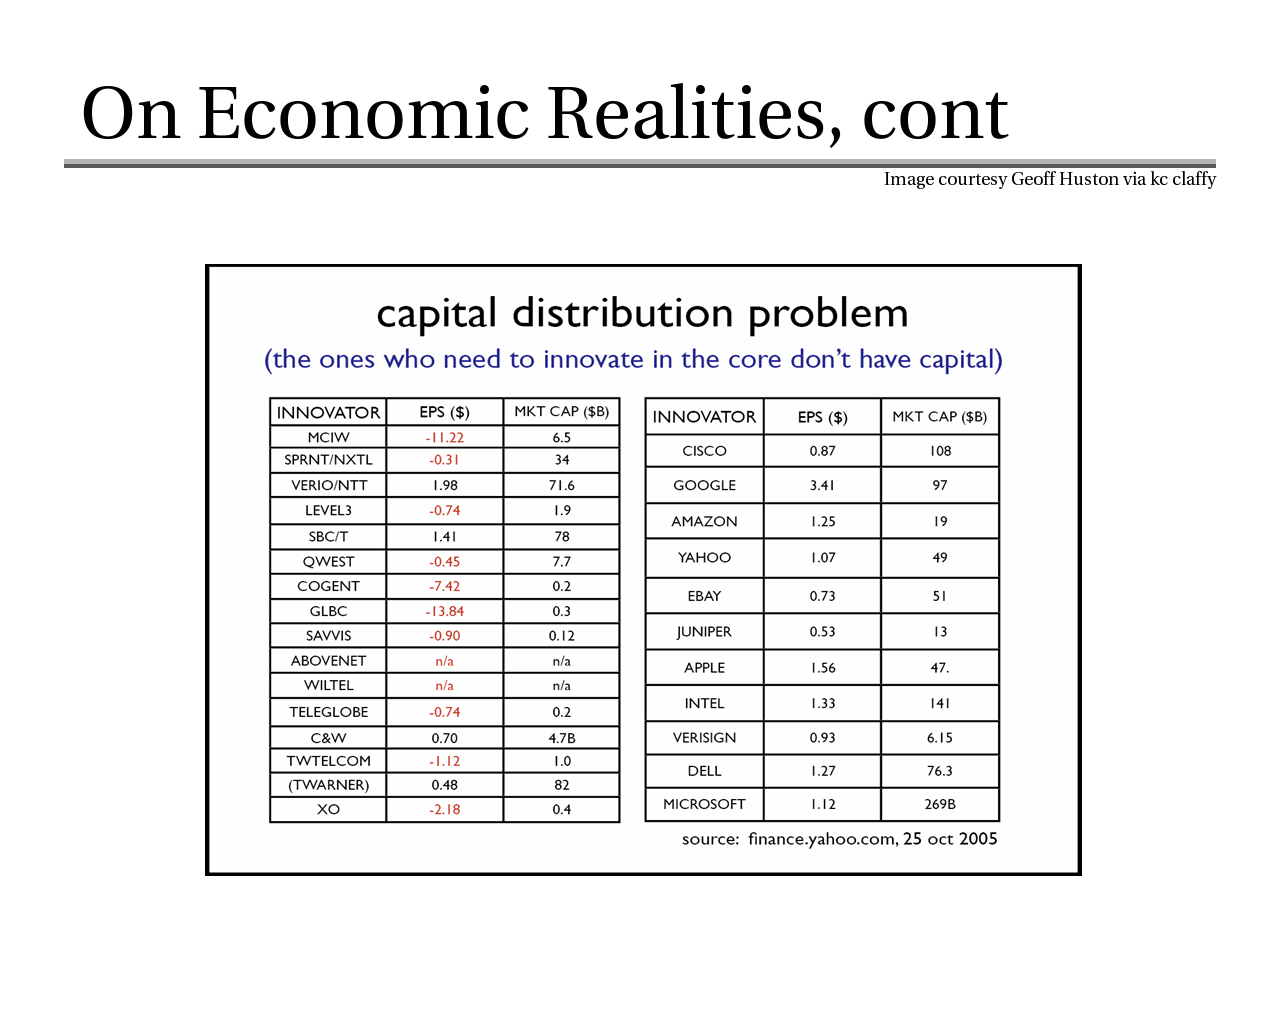 On Economic Realities, cont
Image courtesy Geoff Huston via kc claffy
capital distribution problem
(the ones who need to innovate in the core don't have capital)
INNOVATOR EPS ($) MKT CAP ($B)
MCIW -11.22 6.5
SPRNT/NXTL -0.31 34
VERIO/NTT 1.98 71.6
LEVEL3 -0.74 1.9
SBC/T 1.41 78
QWEST -0.45 7.7
COGENT -7.42 0.2
GLBC -13.84 0.3
SAVVIS -0.90 0.12
ABOVENET n/a n/a
WILTEL n/a n/a
TELEGLOBE -0.74 0.2
C&W 0.70 4.7B
TWTELCOM -1.12 1.0
(TWARNER) 0.48 82
XO -2.18 0.4
INNOVATOR EPS ($) MKT CAP ($B)
CISCO 0.87 108
GOOGLE 3.41 97
AMAZON 1.25 19
YAHOO 1.07 49
EBAY 0.73 51
JUNIPER 0.53 13
APPLE 1.56 47.
INTEL 1.33 141
VERISIGN 0.93 6.15
DELL 1.27 76.3
MICROSOFT 1.12 269B
source: finance.yahoo.com, 25 oct 2005